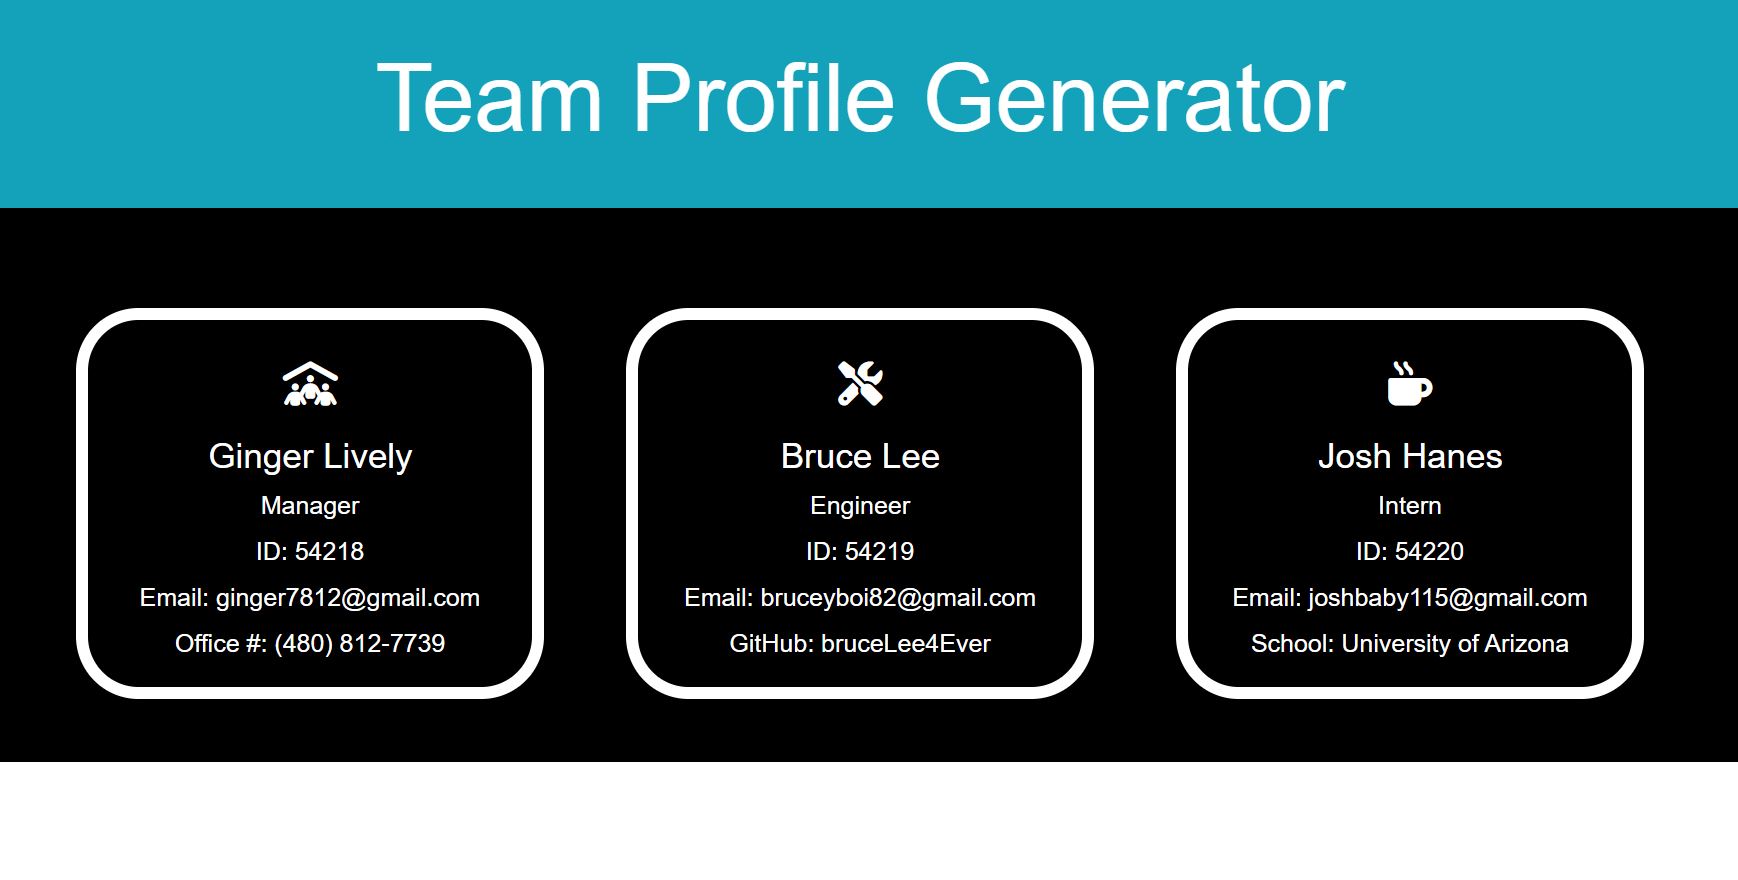 Team Profile Generator
Ginger Lively
Manager
ID: 54218
Email: ginger7812@gmail.com
Office #: (480) 812-7739
Bruce Lee
Engineer
ID: 54219
Email: bruceyboi82@gmail.com
GitHub: bruceLee4Ever
Josh Hanes
Intern
ID: 54220
Email: joshbaby115@gmail.com
School: University of Arizona